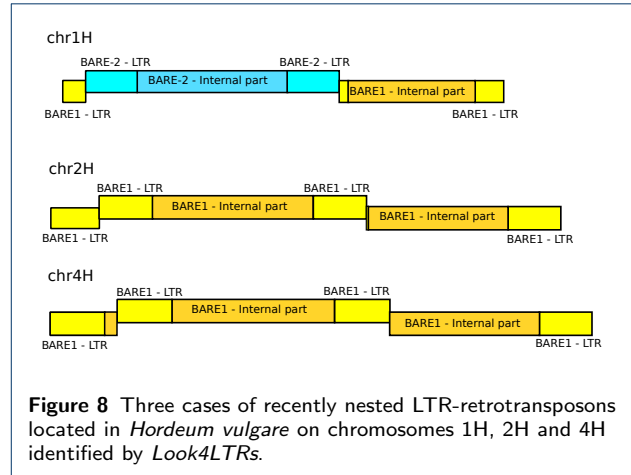 chr1H
BARE-2 - LTR
BARE-2 - LTR
BARE-2 - Internal part
BARE1 - Internal part
BARE1 - LTR
BARE1 - LTR
chr2H
BARE1 - LTR
BARE1 - LTR
BARE1 - Internal part
BARE1 - Internal part
BARE1 - LTR
BARE1 - LTR
chr4H
BARE1 - LTR
BARE1 - LTR
BARE1 - Internal part
BARE1 - Internal part
BARE1 - LTR
BARE1 - LTR
Figure 8 Three cases of recently nested LTR-retrotransposons
located in Hordeum vulgare on chromosomes 1H, 2H and 4H
identified by Look4LTRs.